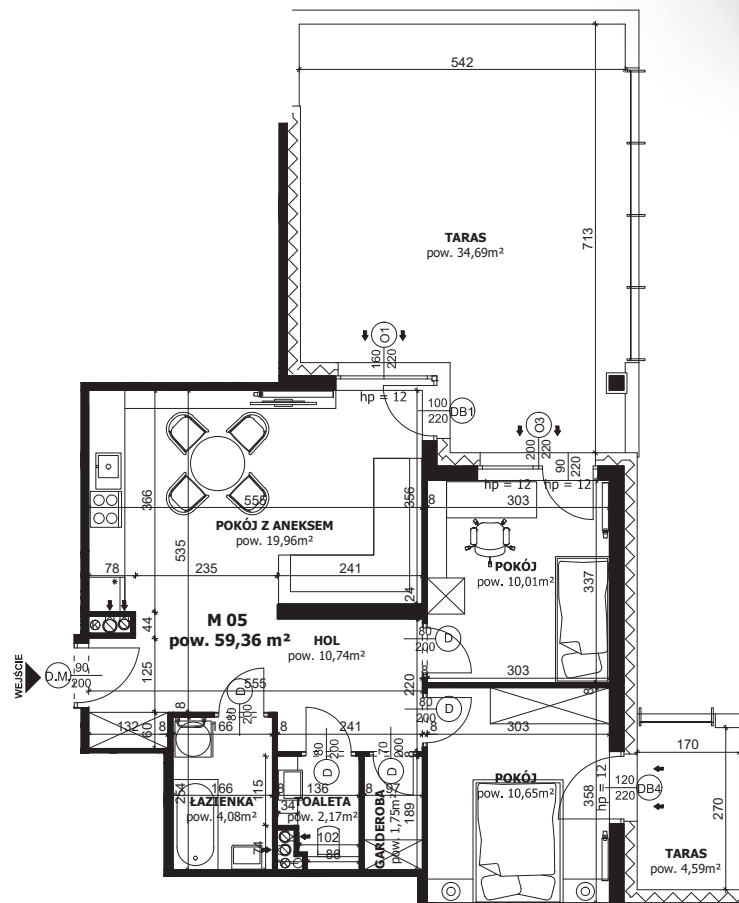 542
TARAS
pow. 34,69m²
713
O1
160
220
hp = 12
100
220
DB1
O3
200
220
90
220
hp = 12
hp = 12
366
555
356
8
303
POKÓJ Z ANEKSEM
pow. 19,96m²
535
POKÓJ
pow. 10,01m²
337
78
235
241
24
M 05
pow. 59,36 m²
HOL
pow. 10,74m²
44
80
200
D
WEJŚCIE
D.M.
90
200
125
555
220
8
303
D
80
200
8
80
200
D
8
60
132
8
166
8
241
8
303
80
200
D
70
200
D
170
POKÓJ
pow. 10,65m²
358
hp = 12
120
220
DB4
270
254
166
115
8
136
8
97
ŁAZIENKA
pow. 4,08m²
34
TOALETA
pow. 2,17m²
GARDEROBA
pow. 1,75m²
189
102
74
86
TARAS
pow. 4,59m²